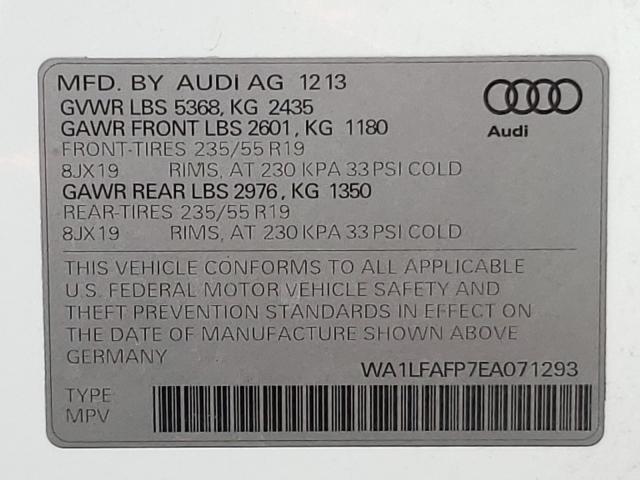 MFD. BY AUDI AG 12 13
GVWR LBS 5368, KG 2435
GAWR FRONT LBS 2601, KG 1180
FRONT-TIRES 235/55 R19
8JX19 RIMS, AT 230 KPA 33 PSI COLD
GAWR REAR LBS 2976, KG 1350
REAR-TIRES 235/55 R19
8JX19 RIMS, AT 230 KPA 33 PSI COLD
Audi
THIS VEHICLE CONFORMS TO ALL APPLICABLE
U.S. FEDERAL MOTOR VEHICLE SAFETY AND
THEFT PREVENTION STANDARDS IN EFFECT ON
THE DATE OF MANUFACTURE SHOWN ABOVE
GERMANY
WA1LFAFP7EA071293
TYPE
MPV